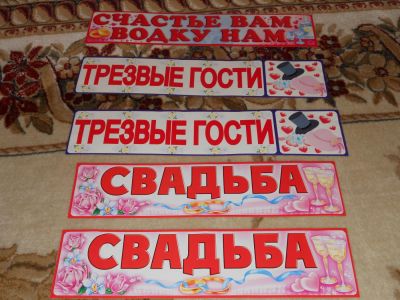 СЧАСТЬЕ ВАМ,
ВОДКУ НАМ
ТРЕЗВЫЕ ГОСТИ
ТРЕЗВЫЕ ГОСТИ
СВАДЬБА
СВАДЬБА